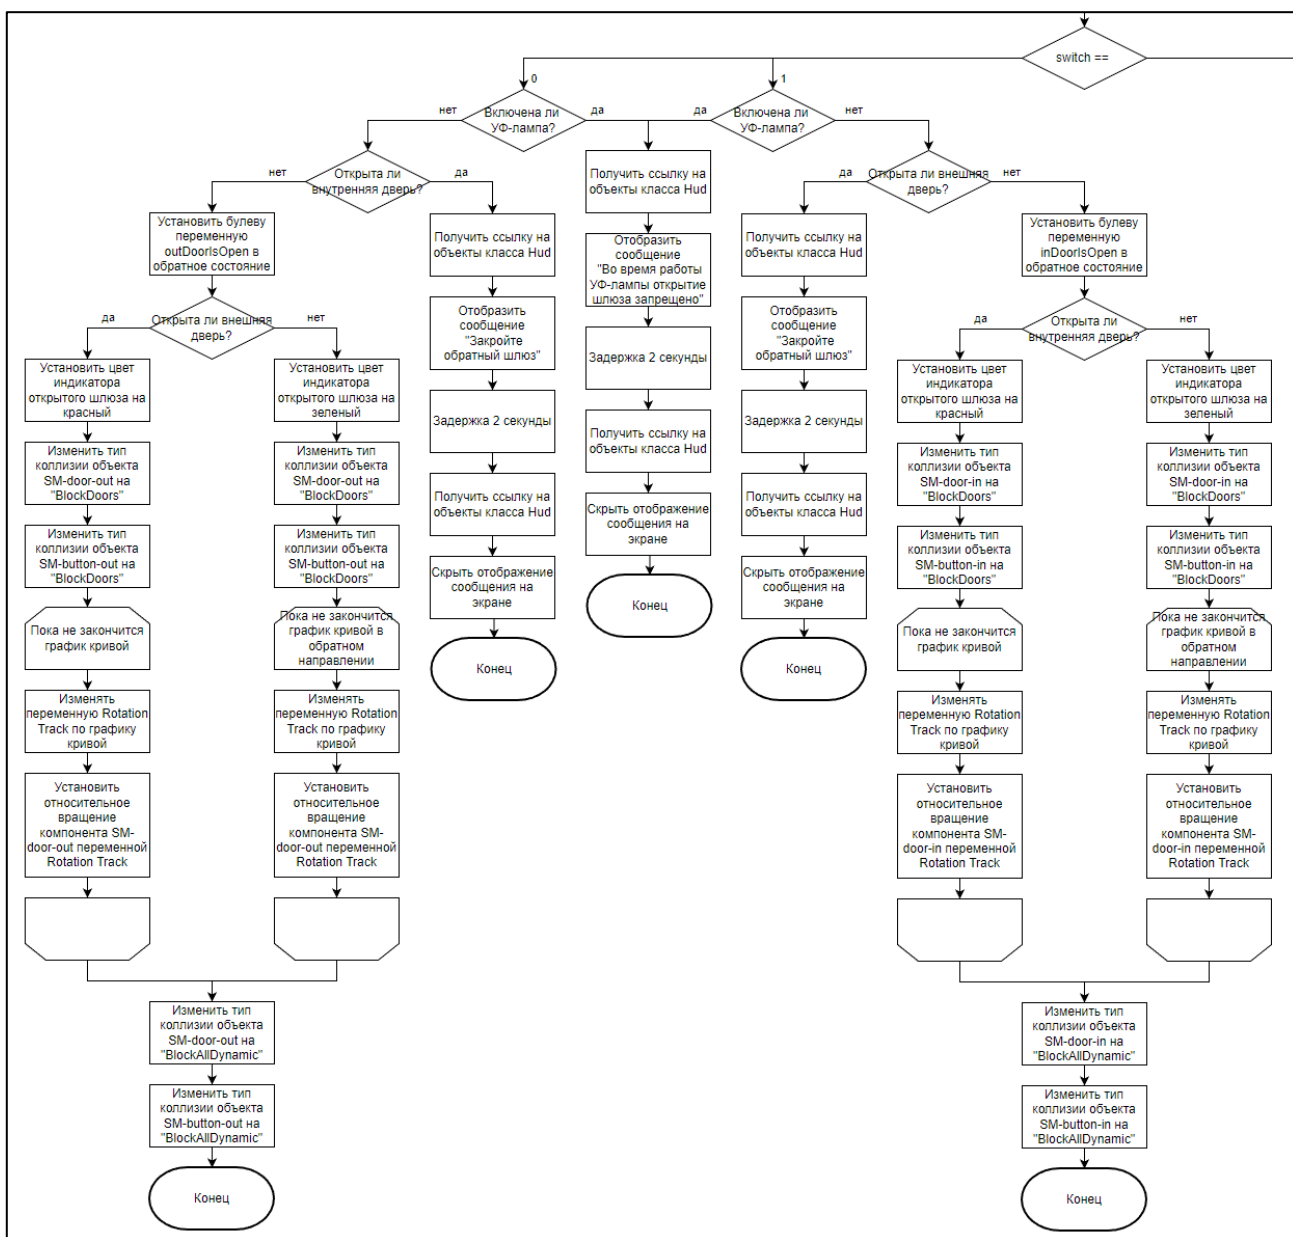 switch ==
0
1
нет
Включена ли
УФ-лампа?
да
да
Включена ли
УФ-лампа?
нет
нет
Открыта ли
внутренняя дверь?
да
Получить ссылку на
объекты класса Hud
да
Открыта ли внешняя
дверь?
нет
Установить булеву
переменную
outDoorIsOpen в
обратное состояние
Получить ссылку на
объекты класса Hud
Отобразить
сообщение
"Во время работы
УФ-лампы открытие
шлюза запрещено"
Получить ссылку на
объекты класса Hud
Установить булеву
переменную
inDoorIsOpen в
обратное состояние
да
Открыта ли внешняя
дверь?
нет
Отобразить
сообщение
"Закройте
обратный шлюз"
Задержка 2 секунды
Отобразить
сообщение
"Закройте
обратный шлюз"
да
Открыта ли
внутренняя дверь?
нет
Установить цвет
индикатора
открытого шлюза на
красный
Установить цвет
индикатора
открытого шлюза на
зеленый
Задержка 2 секунды
Получить ссылку на
объекты класса Hud
Задержка 2 секунды
Установить цвет
индикатора
открытого шлюза на
красный
Установить цвет
индикатора
открытого шлюза на
зеленый
Изменить тип
коллизии объекта
SM-door-out на
"BlockDoors"
Изменить тип
коллизии объекта
SM-door-out на
"BlockDoors"
Получить ссылку на
объекты класса Hud
Скрыть отображение
сообщения на
экране
Получить ссылку на
объекты класса Hud
Изменить тип
коллизии объекта
SM-door-in на
"BlockDoors"
Изменить тип
коллизии объекта
SM-door-in на
"BlockDoors"
Изменить тип
коллизии объекта
SM-button-out на
"BlockDoors"
Изменить тип
коллизии объекта
SM-button-out на
"BlockDoors"
Скрыть отображение
сообщения на
экране
Конец
Скрыть отображение
сообщения на
экране
Изменить тип
коллизии объекта
SM-button-in на
"BlockDoors"
Изменить тип
коллизии объекта
SM-button-in на
"BlockDoors"
Пока не закончится
график кривой
Пока не закончится
график кривой в
обратном
направлении
Конец
Конец
Пока не закончится
график кривой
Пока не закончится
график кривой в
обратном
направлении
Изменять
переменную Rotation
Track по графику
кривой
Изменять
переменную Rotation
Track по графику
кривой
Изменять
переменную Rotation
Track по графику
кривой
Изменять
переменную Rotation
Track по графику
кривой
Установить
относительное
вращение
компонента SM-
door-out переменной
Rotation Track
Установить
относительное
вращение
компонента SM-
door-out переменной
Rotation Track
Установить
относительное
вращение
компонента SM-
door-in переменной
Rotation Track
Установить
относительное
вращение
компонента SM-
door-in переменной
Rotation Track
Изменить тип
коллизии объекта
SM-door-out на
"BlockAllDynamic"
Изменить тип
коллизии объекта
SM-door-in на
"BlockAllDynamic"
Изменить тип
коллизии объекта
SM-button-out на
"BlockAllDynamic"
Изменить тип
коллизии объекта
SM-button-in на
"BlockAllDynamic"
Конец
Конец